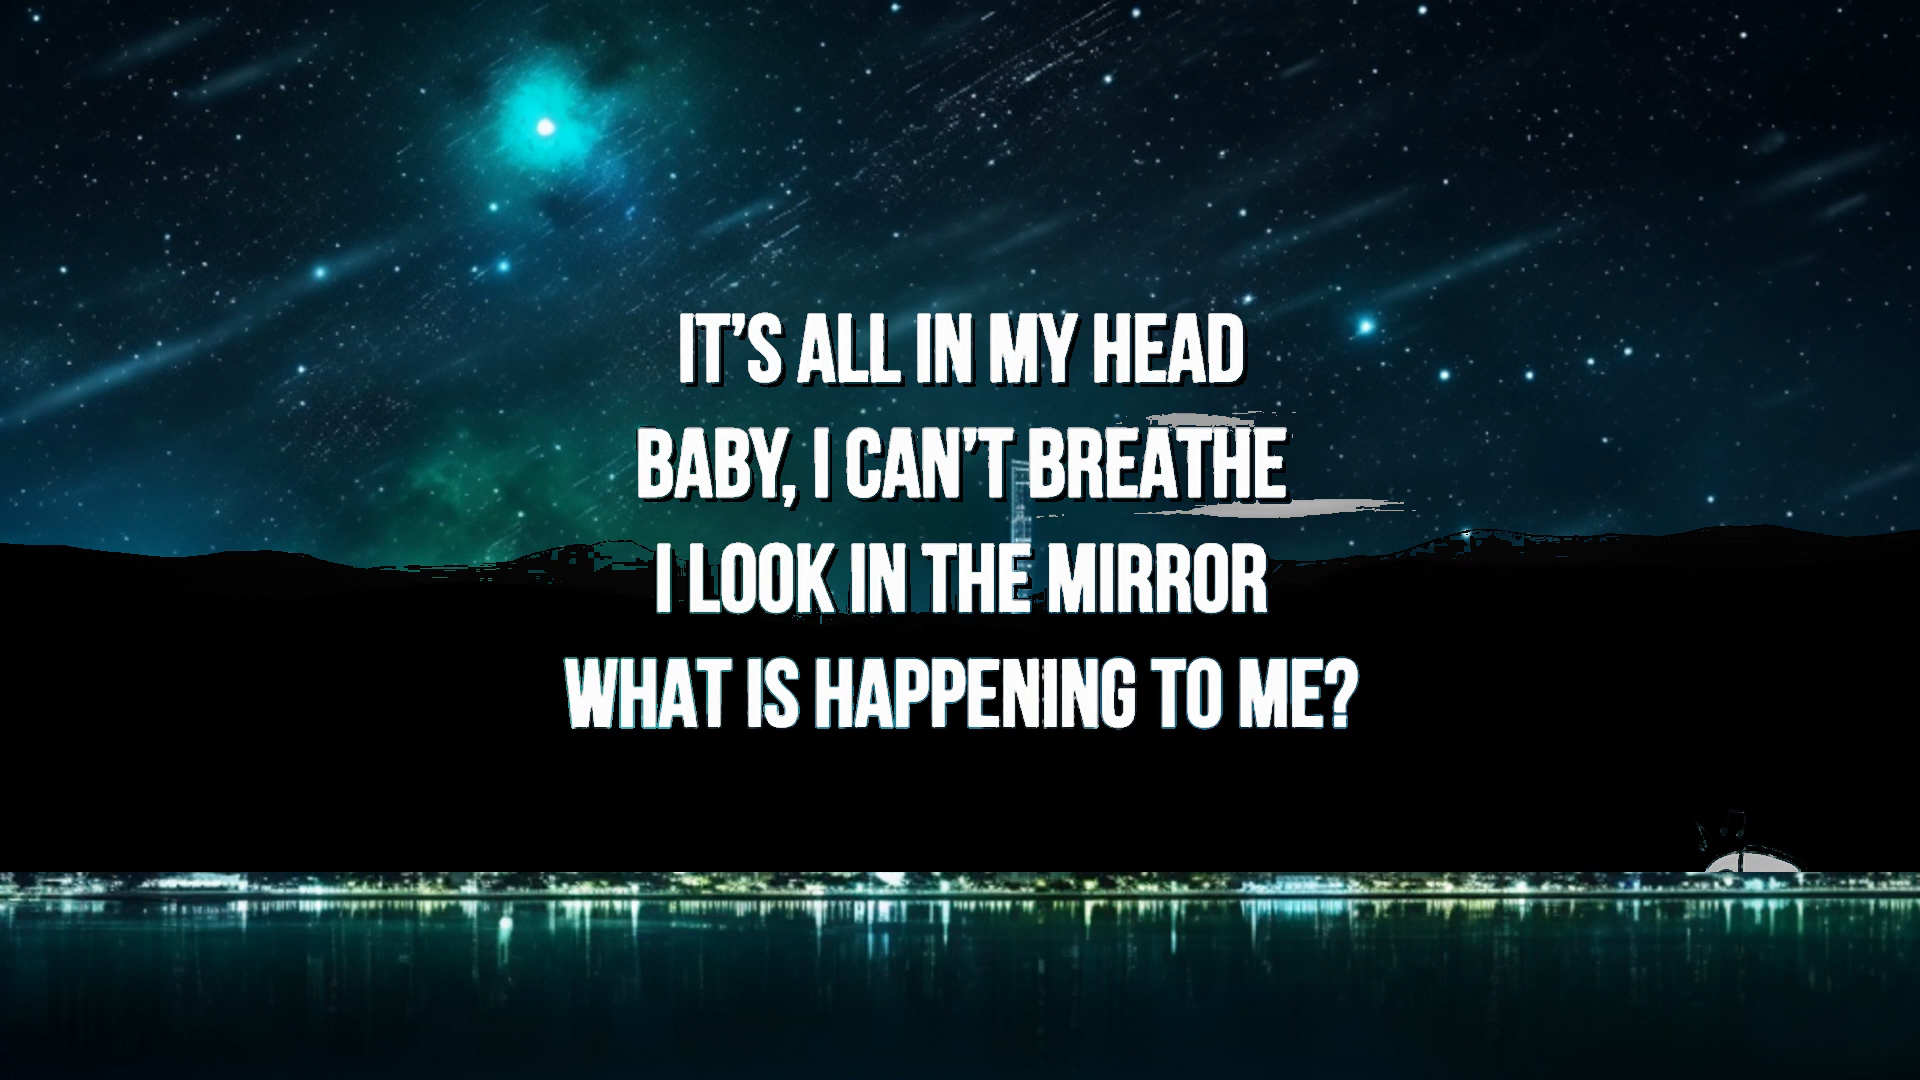 IT’S ALL IN MY HEAD
BABY, I CAN’T BREATHE
I LOOK IN THE MIRROR
WHAT IS HAPPENING TO ME?